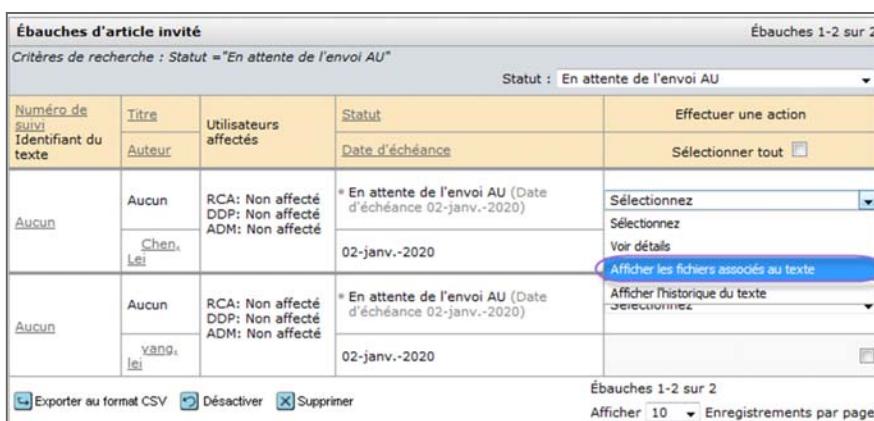 Ébauches d'article invité Ébauches 1-2 sur 2
Critères de recherche : Statut ="En attente de l'envoi AU"
Statut : En attente de l'envoi AU
Numéro de suivi
Identifiant du texte
Titre
Auteur
Utilisateurs affectés
Statut
Date d'échéance
Effectuer une action
Sélectionner tout
Aucun
Aucun
Chen, Lei
RCA: Non affecté
DDP: Non affecté
ADM: Non affecté
En attente de l'envoi AU (Date d'échéance 02-janv.-2020)
02-janv.-2020
Sélectionnez
Sélectionnez
Voir détails
Afficher les fichiers associés au texte
Afficher l'historique du texte
Sélectionnez
Aucun
Aucun
yang, lei
RCA: Non affecté
DDP: Non affecté
ADM: Non affecté
En attente de l'envoi AU (Date d'échéance 02-janv.-2020)
02-janv.-2020
Exporter au format CSV Désactiver Supprimer
Ébauches 1-2 sur 2
Afficher 10 Enregistrements par page